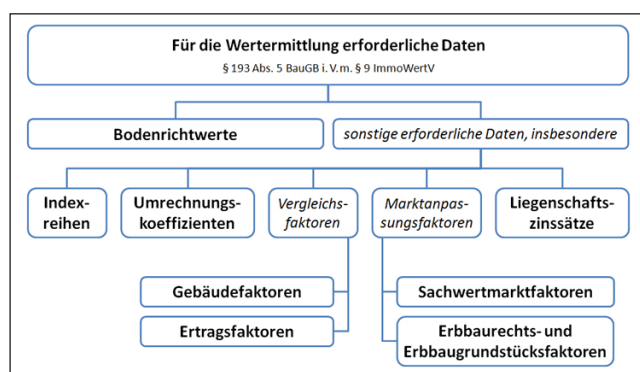 Für die Wertermittlung erforderliche Daten
§ 193 Abs. 5 BauGB i. V. m. § 9 ImmoWertV
Bodenrichtwerte
sonstige erforderliche Daten, insbesondere
Index-
reihen
Umrechnungs-
koeffizienten
Vergleichs-
faktoren
Marktanpas-
sungsfaktoren
Liegenschafts-
zinssätze
Gebäudefaktoren
Sachwertmarktfaktoren
Ertragsfaktoren
Erbbaurechts- und
Erbbaugrundstücksfaktoren